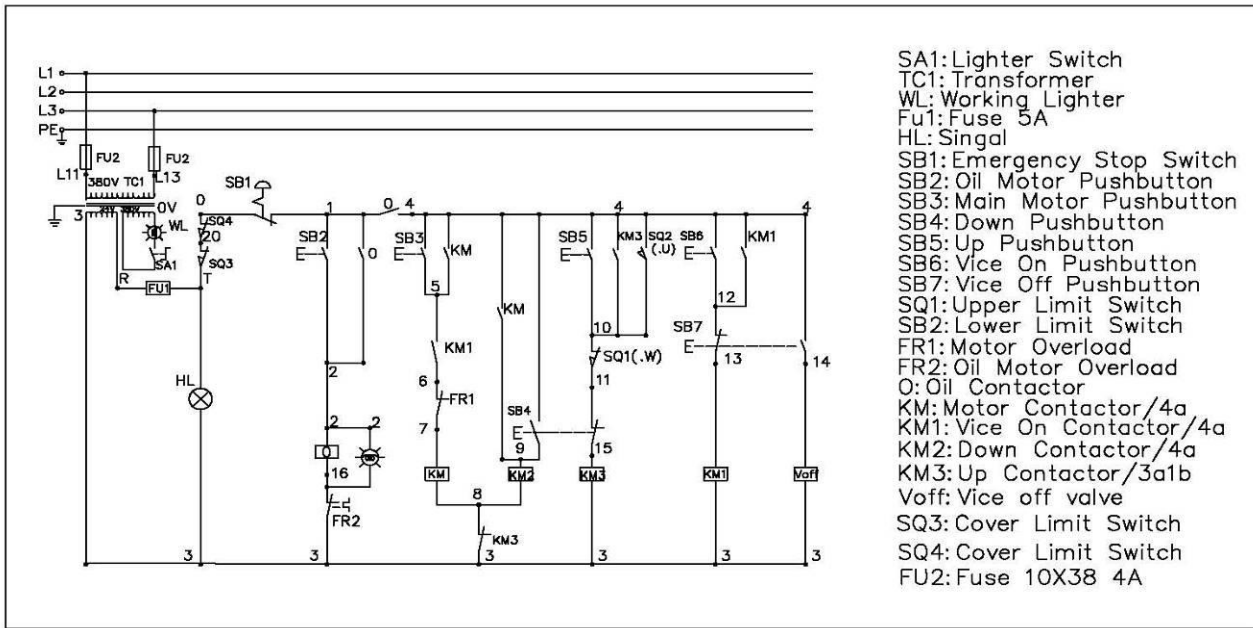 L1
L2
L3
PE
FU2
FU2
L11
380V TC1
L13
3
24V
0V
WL
SA1
R
FU1
0
SQ4
20
SQ3
T
HL
3
SB1
1
SB2
0
2
2
2
0
16
FR2
3
0
4
SB3
KM
5
KM1
6
FR1
7
KM
8
KM3
3
KM
SB4
9
KM2
4
SB5
KM3
SQ2
(.U)
10
SQ1(.W)
11
15
KM3
3
SB6
KM1
12
SB7
13
KM1
3
4
14
Voff
3
SA1: Lighter Switch
TC1: Transformer
WL: Working Lighter
Fu1: Fuse 5A
HL: Singal
SB1: Emergency Stop Switch
SB2: Oil Motor Pushbutton
SB3: Main Motor Pushbutton
SB4: Down Pushbutton
SB5: Up Pushbutton
SB6: Vice On Pushbutton
SB7: Vice Off Pushbutton
SQ1: Upper Limit Switch
SB2: Lower Limit Switch
FR1: Motor Overload
FR2: Oil Motor Overload
O: Oil Contactor
KM: Motor Contactor/4a
KM1: Vice On Contactor/4a
KM2: Down Contactor/4a
KM3: Up Contactor/3a1b
Voff: Vice off valve
SQ3: Cover Limit Switch
SQ4: Cover Limit Switch
FU2: Fuse 10X38 4A